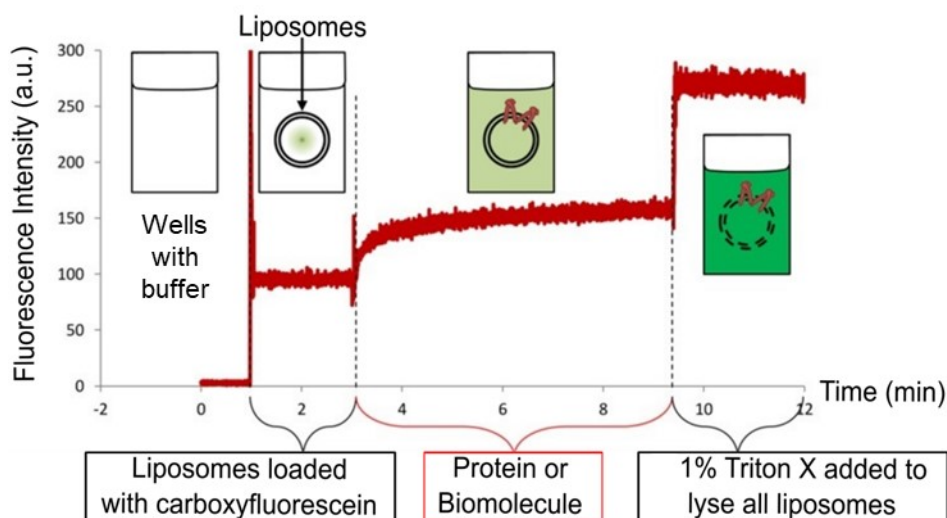 Liposomes
Fluorescence Intensity (a.u.)
300
250
200
150
100
50
0
Wells
with
buffer
-2
0
2
4
6
8
10
12
Time (min)
Liposomes loaded
with carboxyfluorescein
Protein or
Biomolecule
1% Triton X added to
lyse all liposomes